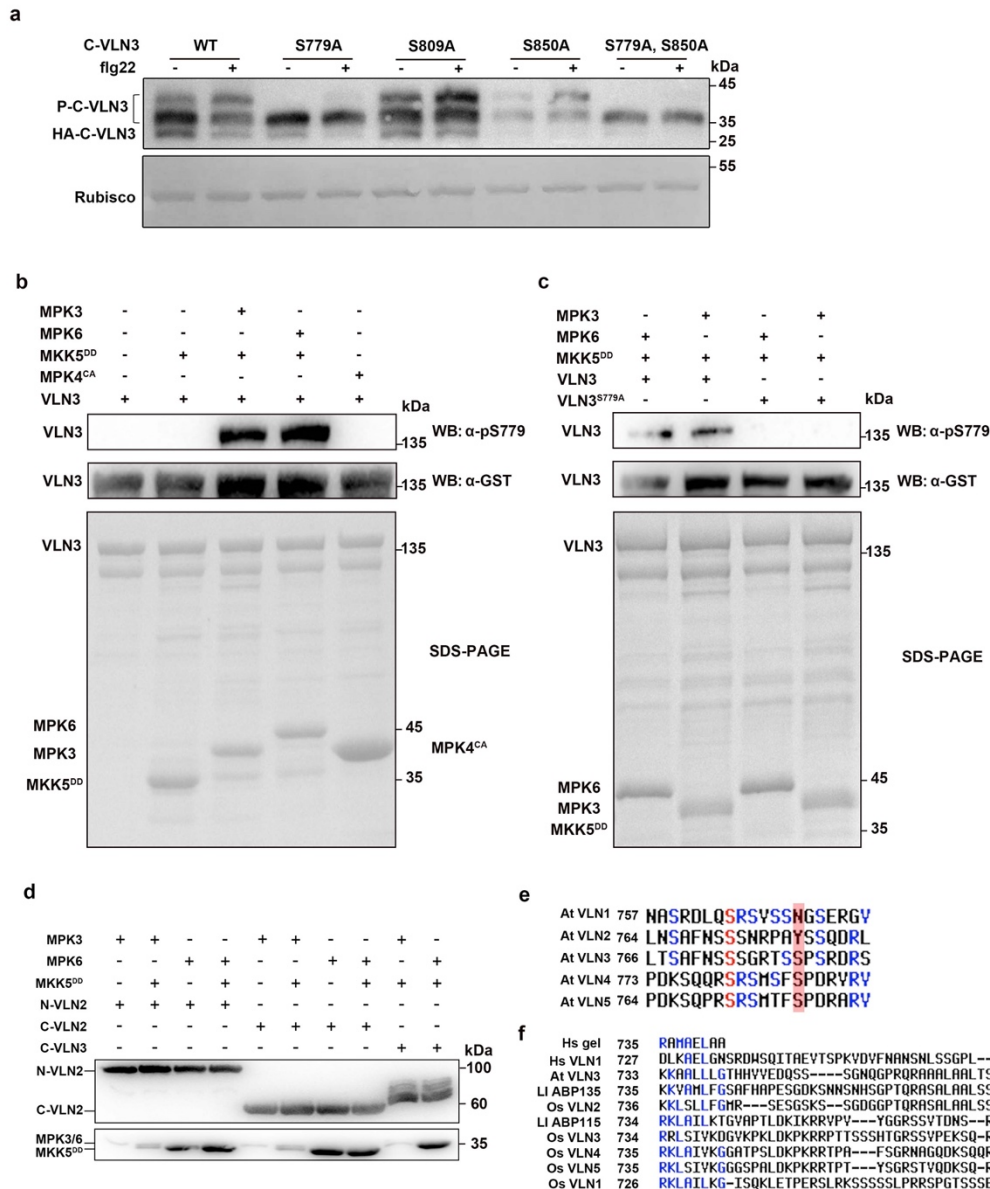 a
C-VLN3 WT S779A S809A S850A S779A, S850A
flg22 - + - + - + - + - + kDa
45
P-C-VLN3
35
HA-C-VLN3
25
55
Rubisco
b
MPK3 - - + - -
MPK6 - - - + -
MKK5DD - + + + -
MPK4CA - - - - +
VLN3 + + + + + kDa
VLN3 135 WB: α-pS779
VLN3 135 WB: α-GST
VLN3 135
SDS-PAGE
MPK6 45
MPK3 MPK4CA
MKK5DD 35
c
MPK3 - + - +
MPK6 + - + -
MKK5DD + + + +
VLN3 + + - -
VLN3S779A - - + + kDa
VLN3 135 WB: α-pS779
VLN3 135 WB: α-GST
VLN3 135
SDS-PAGE
MPK6 45
MPK3
MKK5DD 35
d
MPK3 + + - - + + - - + -
MPK6 - - + + - - + + - +
MKK5DD - + - + - + - + + +
N-VLN2 + + + + - - - - - -
C-VLN2 - - - - + + + + - -
C-VLN3 - - - - - - - - + + kDa
N-VLN2 100
C-VLN2 60
MPK3/6 35
MKK5DD
e
At VLN1 757 NASRDLQSRSVSSNGSERGV
At VLN2 764 LNSAFNSSSNRPAYSSQDRL
At VLN3 766 LTSAFNSSSGRTSSPSRDRS
At VLN4 773 PDKSQQRSRSMSFSPDRYRV
At VLN5 764 PDKSQPRSRSMTFSPDRARV
f
Hs gel 735 RAMAELAA
Hs VLN1 727 DLKAELGNSRDWSQITAEVTSPKVDVFNANSNLSSGPL--
At VLN3 733 KKAALLLGTHHVVEDQSS-----SGNQGPRQRAAALAALTS
Ll ABP135 735 KKVAMLFGSAFHAPESGDKSNNSNHSGPTQRASALAALSS
Os VLN2 736 KKLSLLFGMR---SESGSKS---SGDGGPTQRASALAALSS
Ll ABP115 734 RKLAILKTGVAPTLDKIKRRVPV---YGGRSSVTDNS--R
Os VLN3 734 RRLSIVKDGVKPKLDKPKRRPTTSSSHTGRSSVPEKSQ-R
Os VLN4 735 RKLAIVKGGATPSLDKPKRRTPA---FSGRNAGQDKSQQR
Os VLN5 735 RKLSIVKGGGSPALDKPKRRTPT---YSGRSTVQDKSQ-R
Os VLN1 726 RKLAILKG-ISQKLETPERSLRKSSSSSLPRRSPGTSSSE